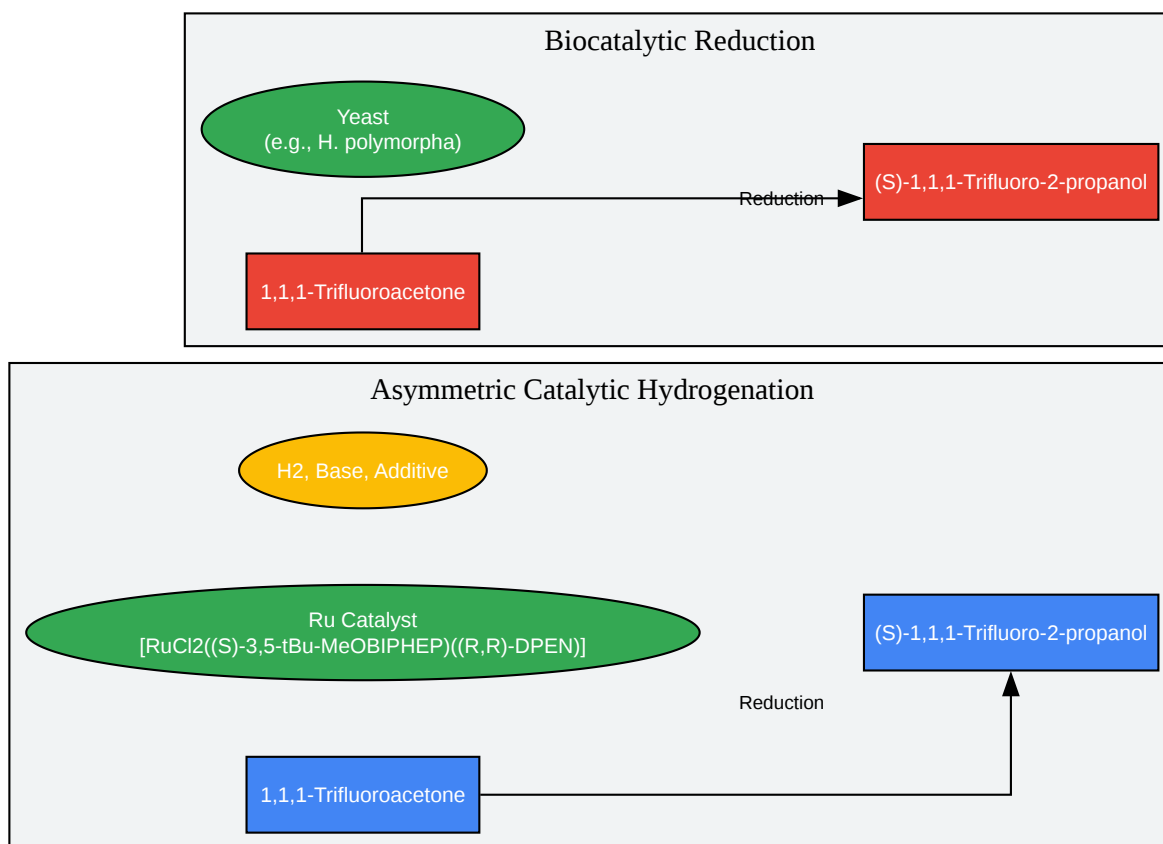 Biocatalytic Reduction
Yeast
(e.g., H. polymorpha)
(S)-1,1,1-Trifluoro-2-propanol
Reduction
1,1,1-Trifluoroacetone
Asymmetric Catalytic Hydrogenation
H2, Base, Additive
Ru Catalyst
[RuCl2((S)-3,5-tBu-MeOBIPHEP)((R,R)-DPEN)]
(S)-1,1,1-Trifluoro-2-propanol
Reduction
1,1,1-Trifluoroacetone